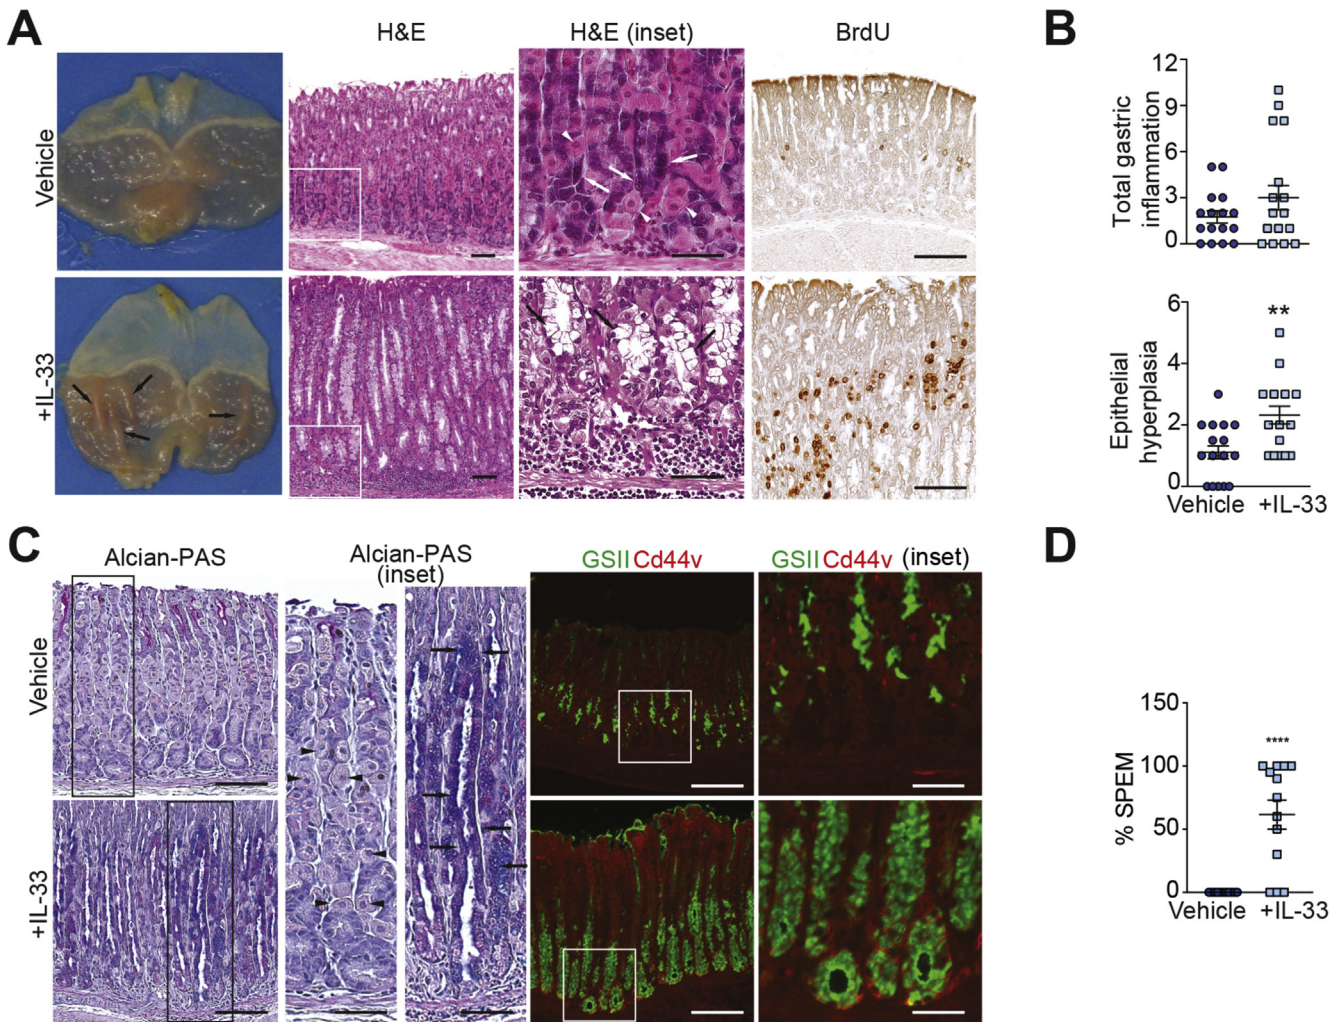 A
H&E
H&E (inset)
BrdU
Vehicle
+IL-33
B
Total gastric
inflammation
12
9
6
3
0
Epithelial
hyperplasia
6
4
**
2
0
Vehicle
+IL-33
C
Alcian-PAS
Alcian-PAS
(inset)
GSII Cd44v
GSII Cd44v (inset)
Vehicle
+IL-33
D
% SPEM
150
100
****
50
0
Vehicle
+IL-33